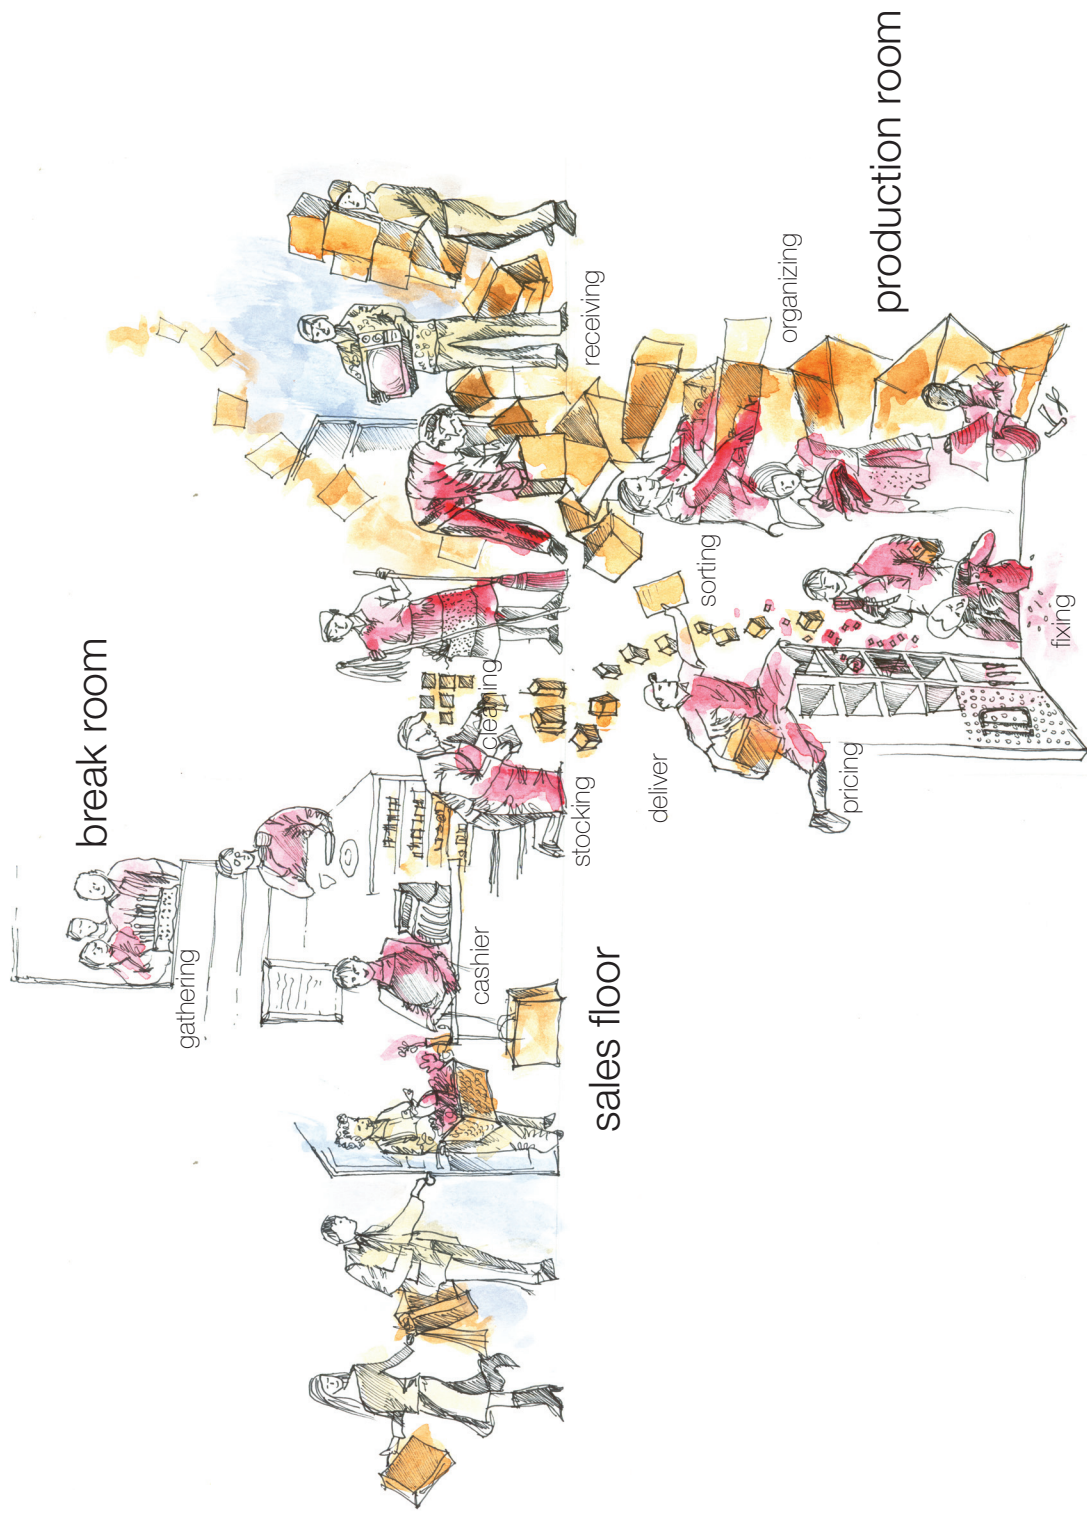 break room
gathering
cleaning
cashier
stocking
receiving
sales floor
deliver
sorting
organizing
pricing
production room
fixing